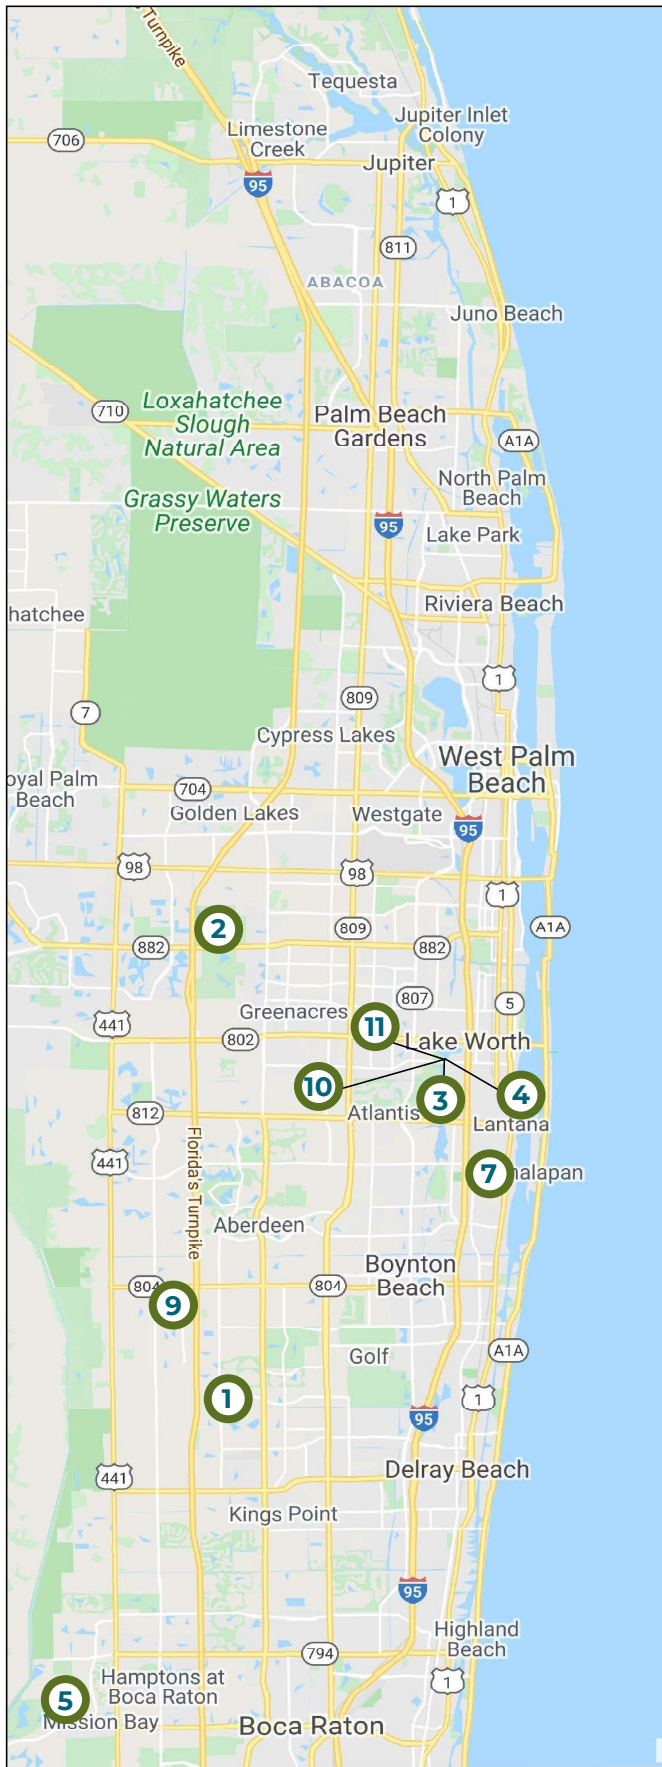 Turnpike
Tequesta
Jupiter Inlet
Colony
Limestone
Creek
706
Jupiter
95
1
811
ABACOA
Juno Beach
Loxahatchee
Slough
Natural Area
710
Palm Beach
Gardens
A1A
North Palm
Beach
Grassy Waters
Preserve
95
Lake Park
Riviera Beach
hatchee
1
809
7
Cypress Lakes
West Palm
Beach
oyal Palm
Beach
704
Golden Lakes
Westgate
95
98
98
1
2
809
A1A
882
882
807
5
Greenacres
11
441
802
Lake Worth
10
3
4
812
Atlantis
Lantana
441
7
nalapan
Florida's Turnpike
Aberdeen
Boynton
Beach
804
804
9
A1A
Golf
1
1
95
Delray Beach
441
Kings Point
95
Highland
Beach
794
1
Hamptons at
Boca Raton
5
Mission Bay
Boca Raton